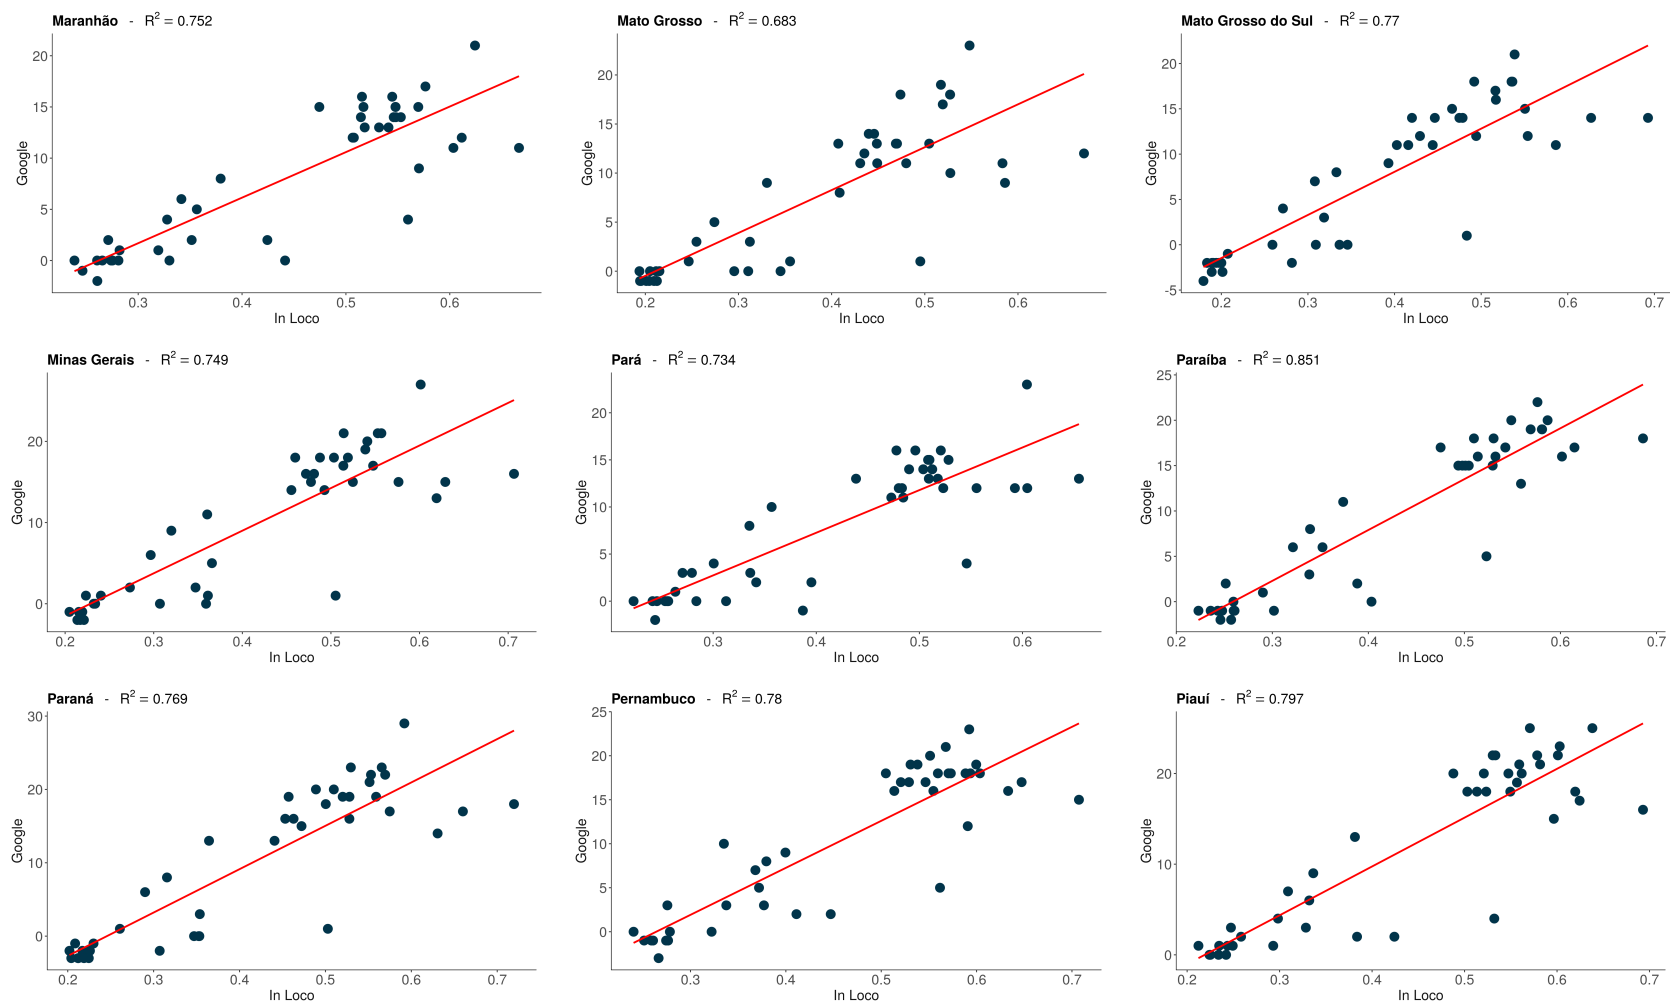 Maranhão - R² = 0.752
Mato Grosso - R² = 0.683
Mato Grosso do Sul - R² = 0.77
20
15
10
5
0
Google
0.3 0.4 0.5 0.6
In Loco
20
15
10
5
0
Google
0.2 0.3 0.4 0.5 0.6
In Loco
20
15
10
5
0
-5
Google
0.2 0.3 0.4 0.5 0.6 0.7
In Loco
Minas Gerais - R² = 0.749
Pará - R² = 0.734
Paraíba - R² = 0.851
20
10
0
Google
0.2 0.3 0.4 0.5 0.6 0.7
In Loco
20
15
10
5
0
Google
0.3 0.4 0.5 0.6
In Loco
25
20
15
10
5
0
Google
0.2 0.3 0.4 0.5 0.6 0.7
In Loco
Paraná - R² = 0.769
Pernambuco - R² = 0.78
Piauí - R² = 0.797
30
20
10
0
Google
0.2 0.3 0.4 0.5 0.6 0.7
In Loco
25
20
15
10
5
0
Google
0.3 0.4 0.5 0.6 0.7
In Loco
20
10
0
Google
0.2 0.3 0.4 0.5 0.6 0.7
In Loco